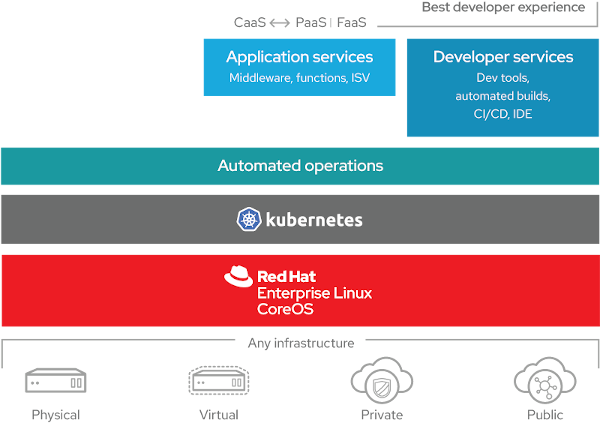 Best developer experience
CaaS ⟷ PaaS | FaaS
Application services
Middleware, functions, ISV
Developer services
Dev tools,
automated builds,
CI/CD, IDE
Automated operations
kubernetes
Red Hat
Enterprise Linux
CoreOS
Any infrastructure
Physical
Virtual
Private
Public